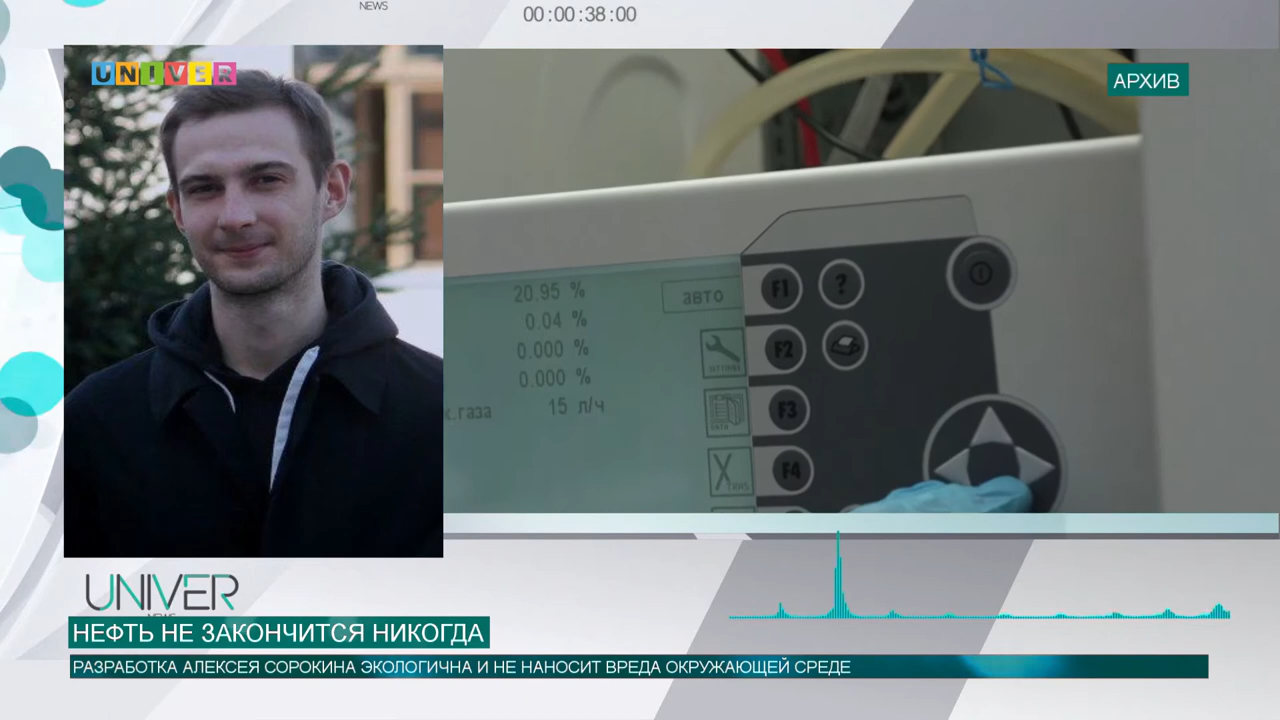 NEWS
00:00:38:00
UNIVER
АРХИВ
20.95 %
0.04 %
0.000 %
0.000 %
к.газа 15 л/ч
авто
F1
?
F2
F3
F4
UNIVER
НЕФТЬ НЕ ЗАКОНЧИТСЯ НИКОГДА
РАЗРАБОТКА АЛЕКСЕЯ СОРОКИНА ЭКОЛОГИЧНА И НЕ НАНОСИТ ВРЕДА ОКРУЖАЮЩЕЙ СРЕДЕ